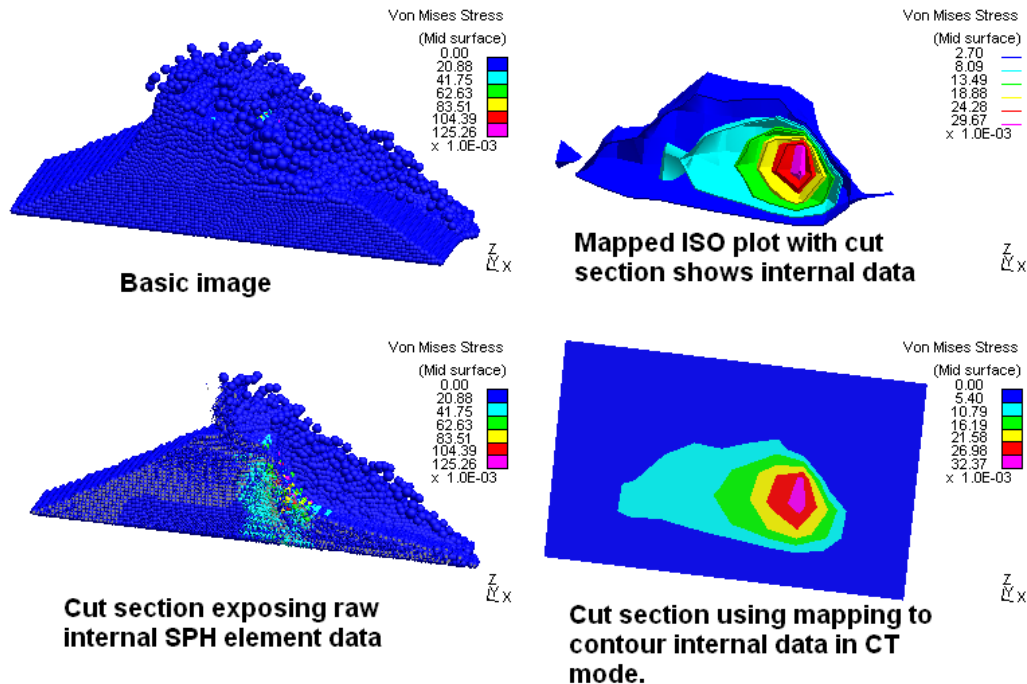 Von Mises Stress
(Mid surface)
0.00
20.88
41.75
62.63
83.51
104.39
125.26
x 1.0E-03
Z
Y X
Basic image
Von Mises Stress
(Mid surface)
2.70
8.09
13.49
18.88
24.28
29.67
x 1.0E-03
Z
Y X
Mapped ISO plot with cut
section shows internal data
Von Mises Stress
(Mid surface)
0.00
20.88
41.75
62.63
83.51
104.39
125.26
x 1.0E-03
Z
Y X
Cut section exposing raw
internal SPH element data
Von Mises Stress
(Mid surface)
0.00
5.40
10.79
16.19
21.58
26.98
32.37
x 1.0E-03
Z
Y X
Cut section using mapping to
contour internal data in CT
mode.